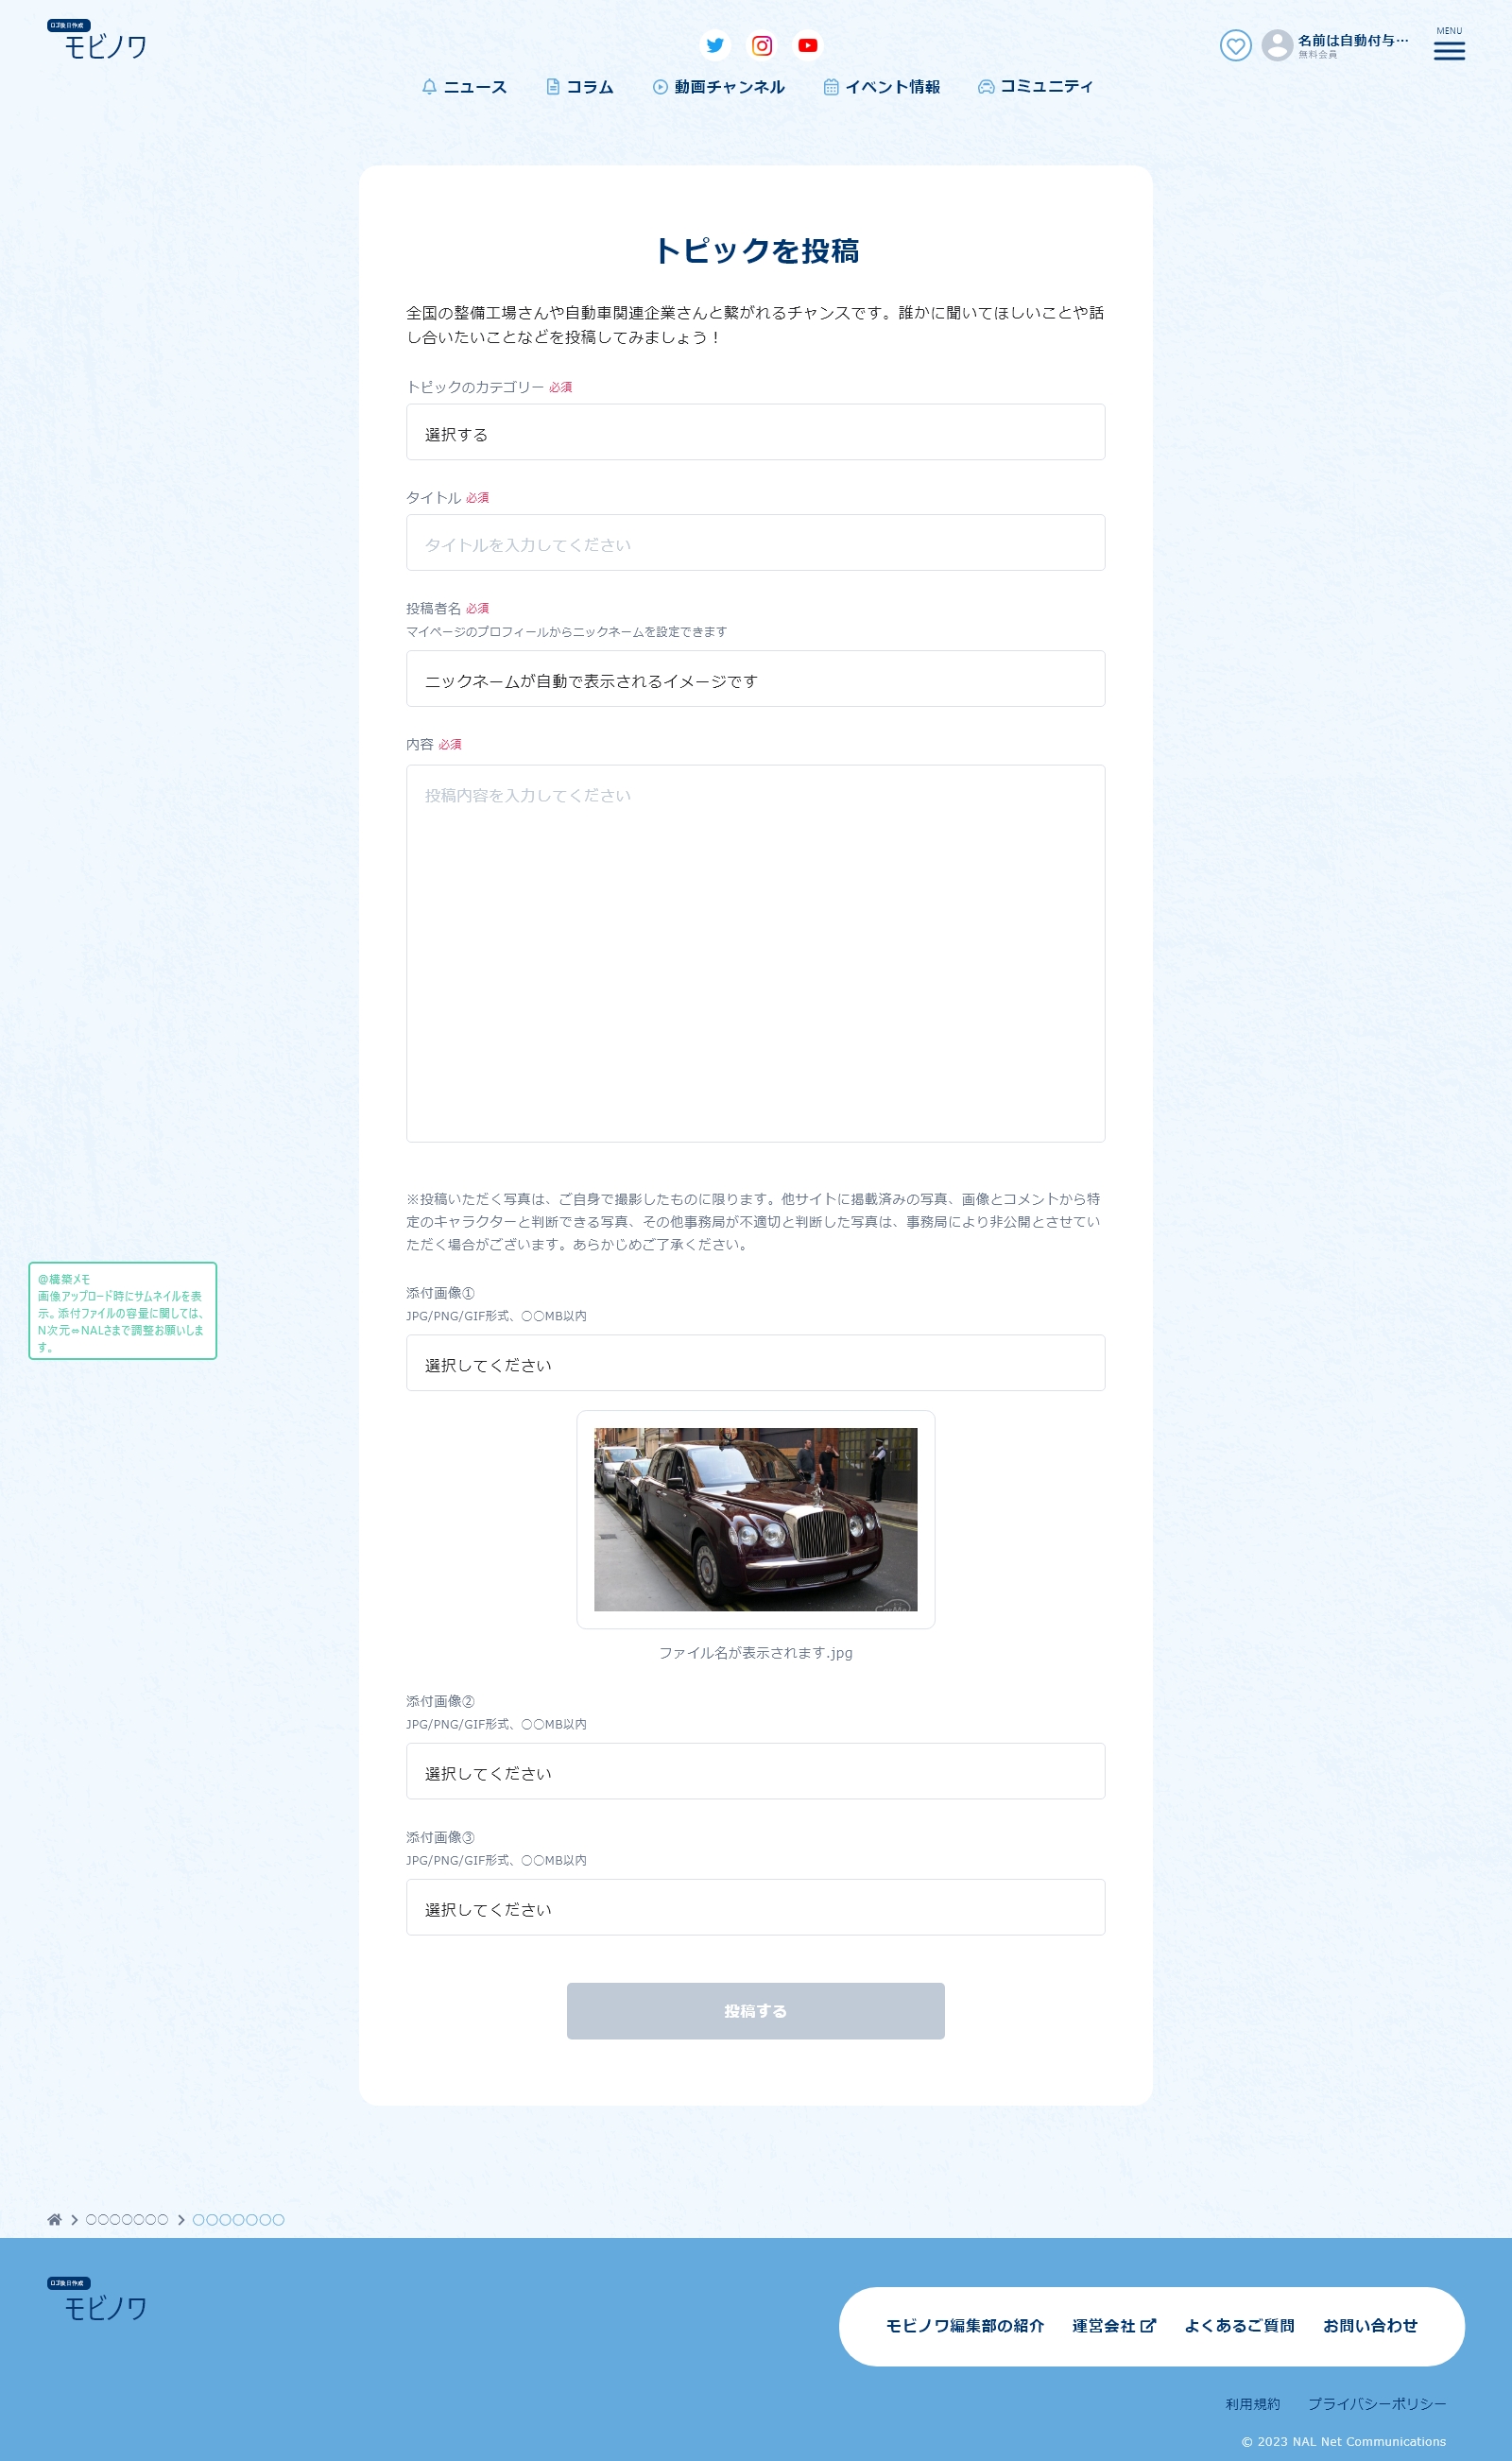 ロゴ後日作成
モビノワ
名前は自動付与…
無料会員
MENU
ニュース
コラム
動画チャンネル
イベント情報
コミュニティ
トピックを投稿
全国の整備工場さんや自動車関連企業さんと繋がれるチャンスです。誰かに聞いてほしいことや話
し合いたいことなどを投稿してみましょう！
トピックのカテゴリー 必須
選択する
タイトル 必須
タイトルを入力してください
投稿者名 必須
マイページのプロフィールからニックネームを設定できます
ニックネームが自動で表示されるイメージです
内容 必須
投稿内容を入力してください
※投稿いただく写真は、ご自身で撮影したものに限ります。他サイトに掲載済みの写真、画像とコメントから特
定のキャラクターと判断できる写真、その他事務局が不適切と判断した写真は、事務局により非公開とさせてい
ただく場合がございます。あらかじめご了承ください。
@構築メモ
画像アップロード時にサムネイルを表
示。添付ファイルの容量に関しては、
N次元⇔NALさまで調整お願いしま
す。
添付画像①
JPG/PNG/GIF形式、○○MB以内
選択してください
ファイル名が表示されます.jpg
添付画像②
JPG/PNG/GIF形式、○○MB以内
選択してください
添付画像③
JPG/PNG/GIF形式、○○MB以内
選択してください
投稿する
○○○○○○○
○○○○○○○
ロゴ後日作成
モビノワ
モビノワ編集部の紹介
運営会社
よくあるご質問
お問い合わせ
利用規約
プライバシーポリシー
© 2023 NAL Net Communications